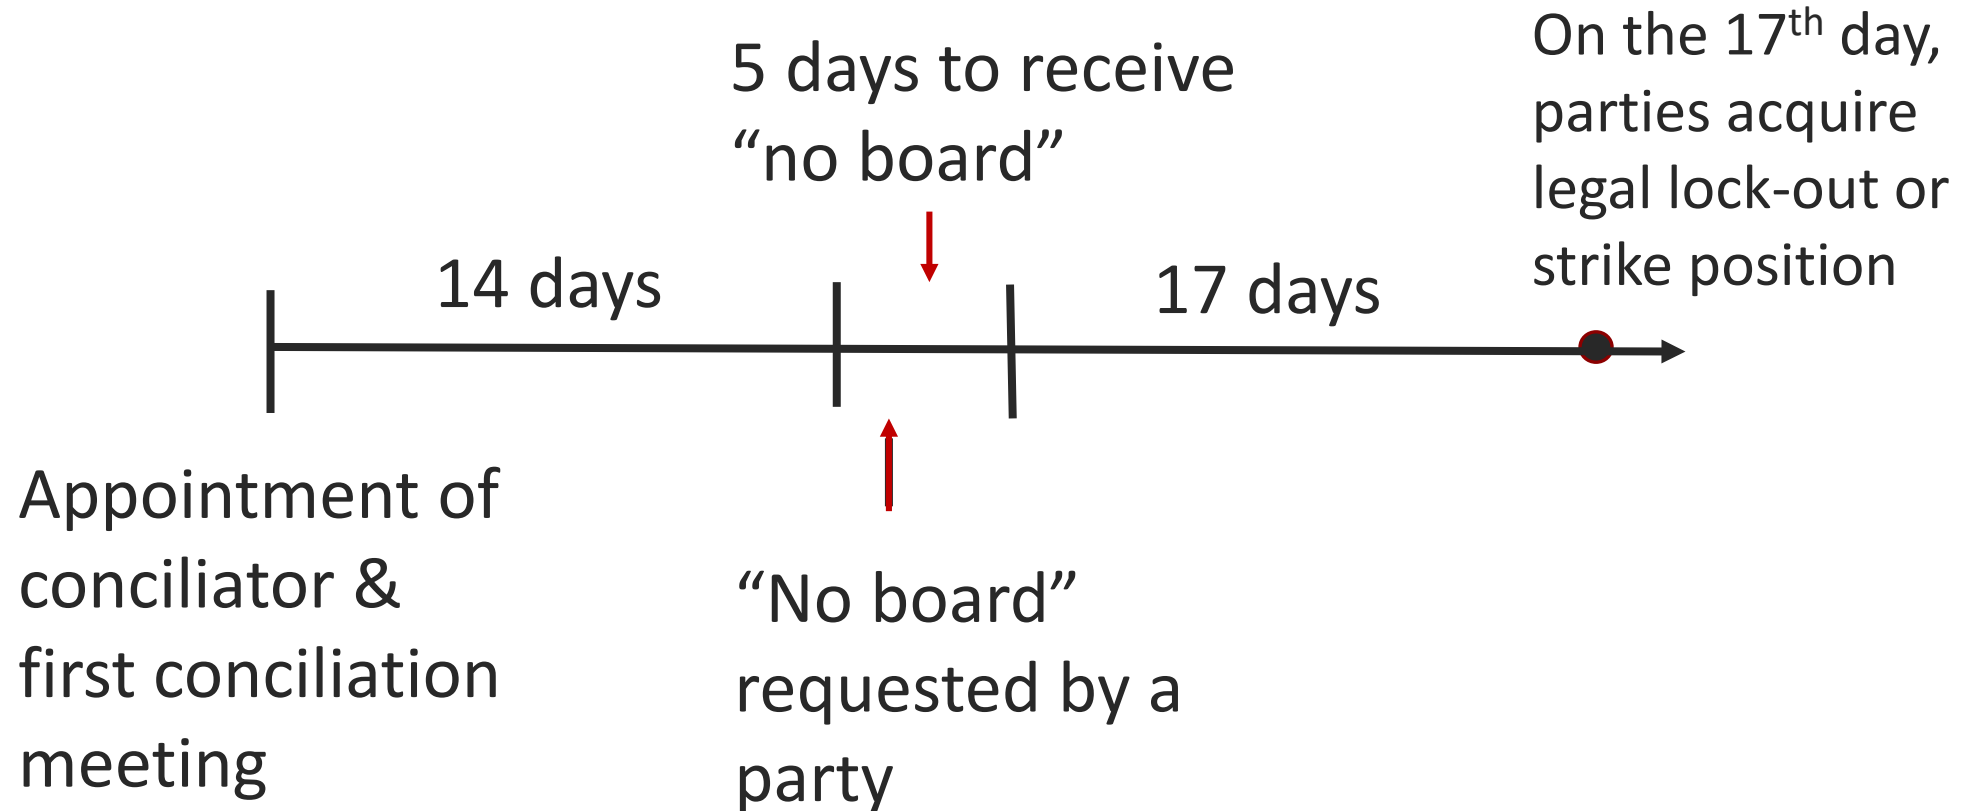 5 days to receive
“no board”
On the 17th day,
parties acquire
legal lock-out or
strike position
14 days
17 days
Appointment of
conciliator &
first conciliation
meeting
“No board”
requested by a
party